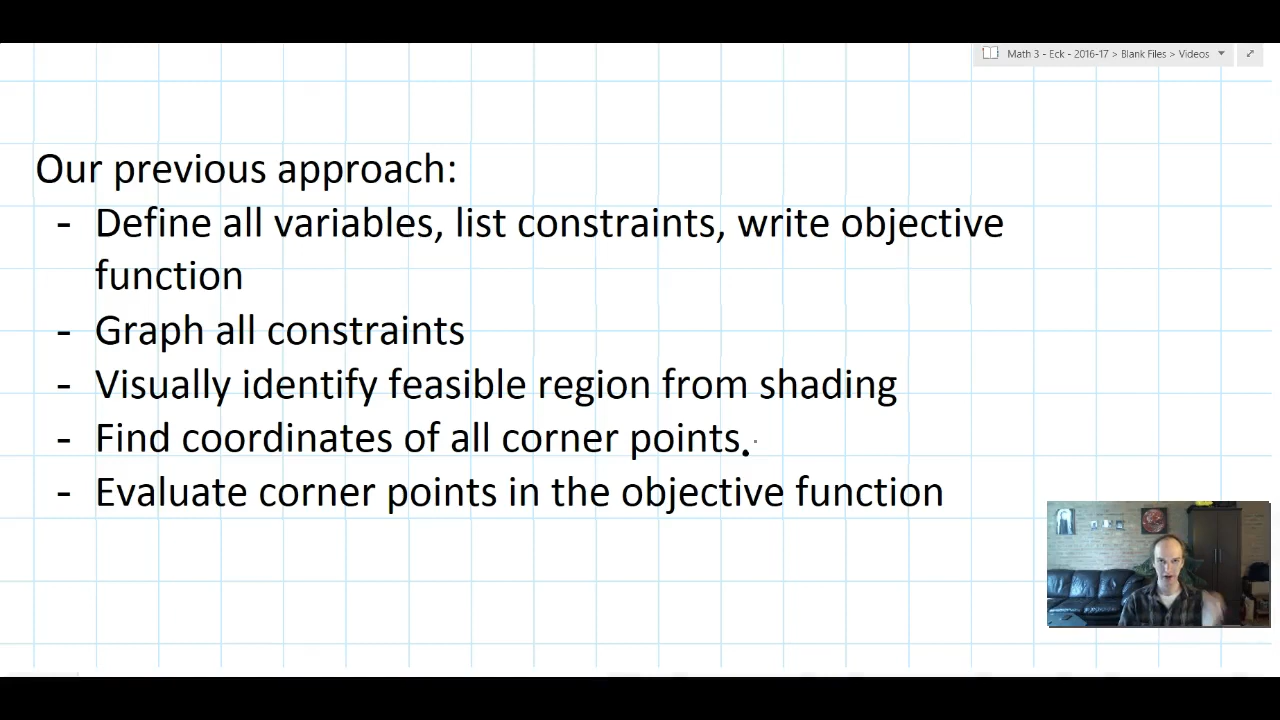 Math 3 - Eck - 2016-17 > Blank Files > Videos
Our previous approach:
- Define all variables, list constraints, write objective
function
- Graph all constraints
- Visually identify feasible region from shading
- Find coordinates of all corner points.
- Evaluate corner points in the objective function